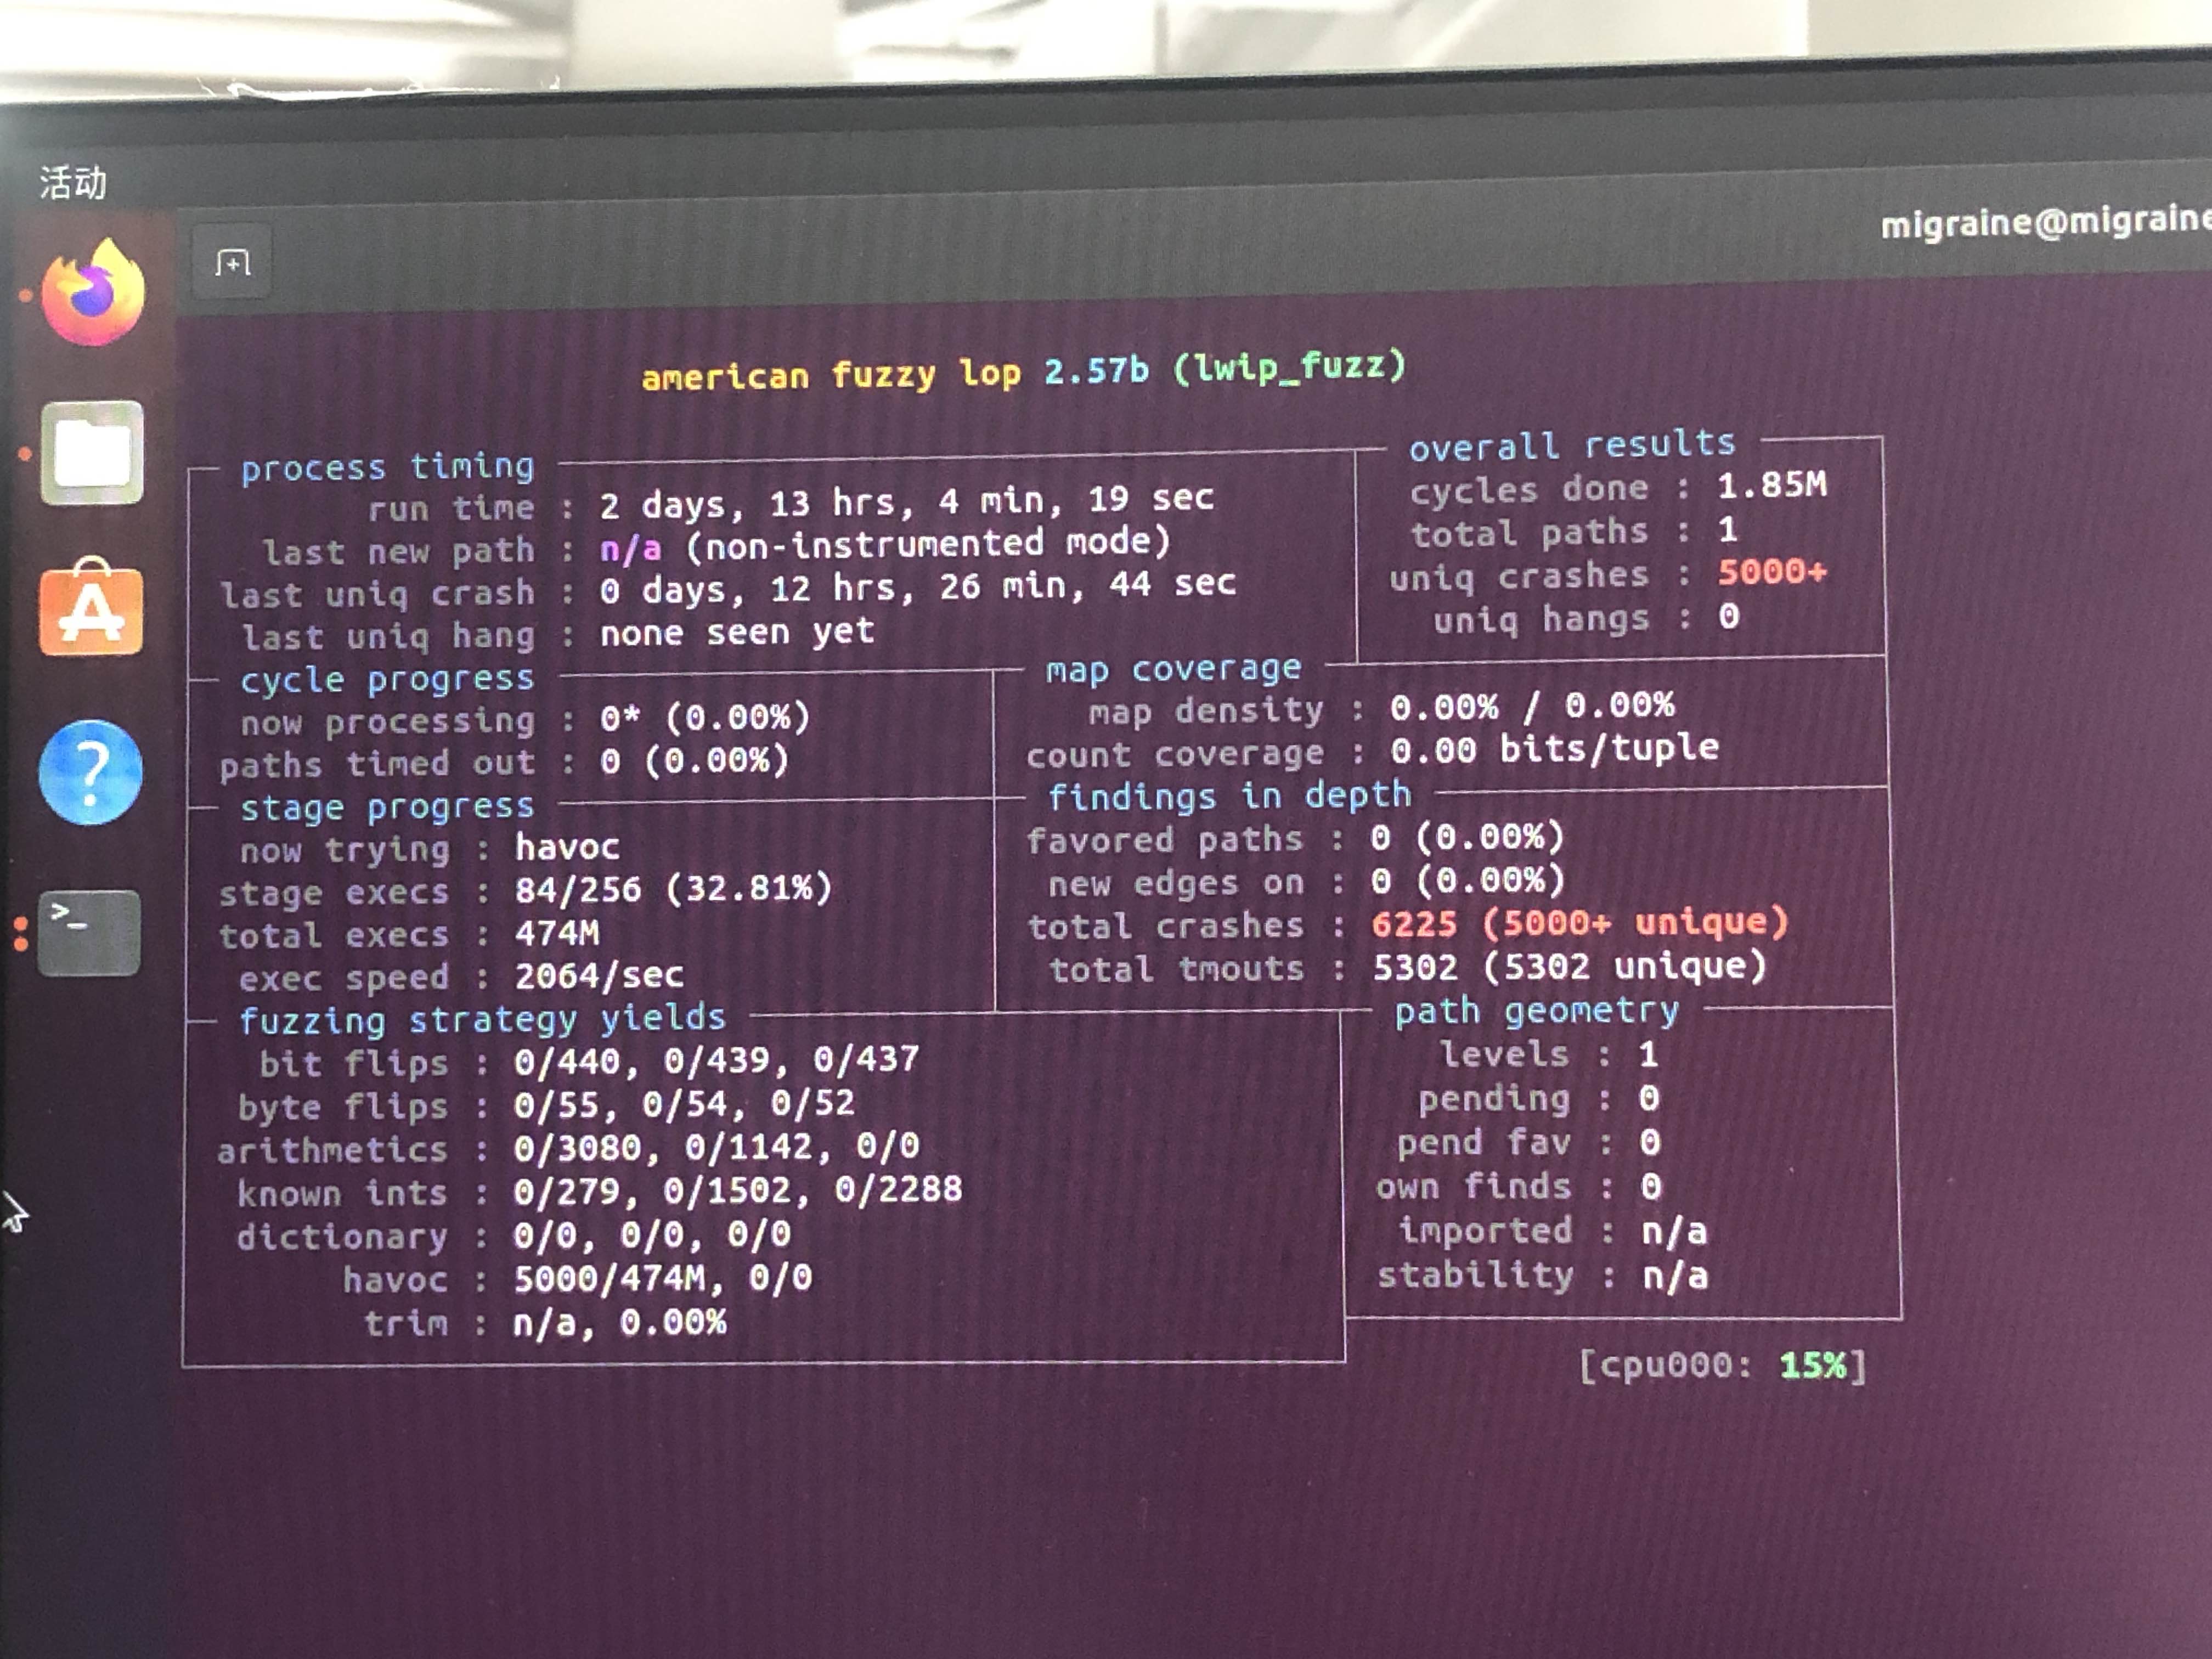 活动
migraine@migraine
american fuzzy lop 2.57b (lwip_fuzz)
process timing
run time : 2 days, 13 hrs, 4 min, 19 sec
last new path : n/a (non-instrumented mode)
last uniq crash : 0 days, 12 hrs, 26 min, 44 sec
last uniq hang : none seen yet
overall results
cycles done : 1.85M
total paths : 1
uniq crashes : 5000+
uniq hangs : 0
cycle progress
now processing : 0* (0.00%)
paths timed out : 0 (0.00%)
map coverage
map density : 0.00% / 0.00%
count coverage : 0.00 bits/tuple
stage progress
now trying : havoc
stage execs : 84/256 (32.81%)
total execs : 474M
exec speed : 2064/sec
findings in depth
favored paths : 0 (0.00%)
new edges on : 0 (0.00%)
total crashes : 6225 (5000+ unique)
total tmouts : 5302 (5302 unique)
fuzzing strategy yields
bit flips : 0/440, 0/439, 0/437
byte flips : 0/55, 0/54, 0/52
arithmetics : 0/3080, 0/1142, 0/0
known ints : 0/279, 0/1502, 0/2288
dictionary : 0/0, 0/0, 0/0
havoc : 5000/474M, 0/0
trim : n/a, 0.00%
path geometry
levels : 1
pending : 0
pend fav : 0
own finds : 0
imported : n/a
stability : n/a
[cpu000: 15%]